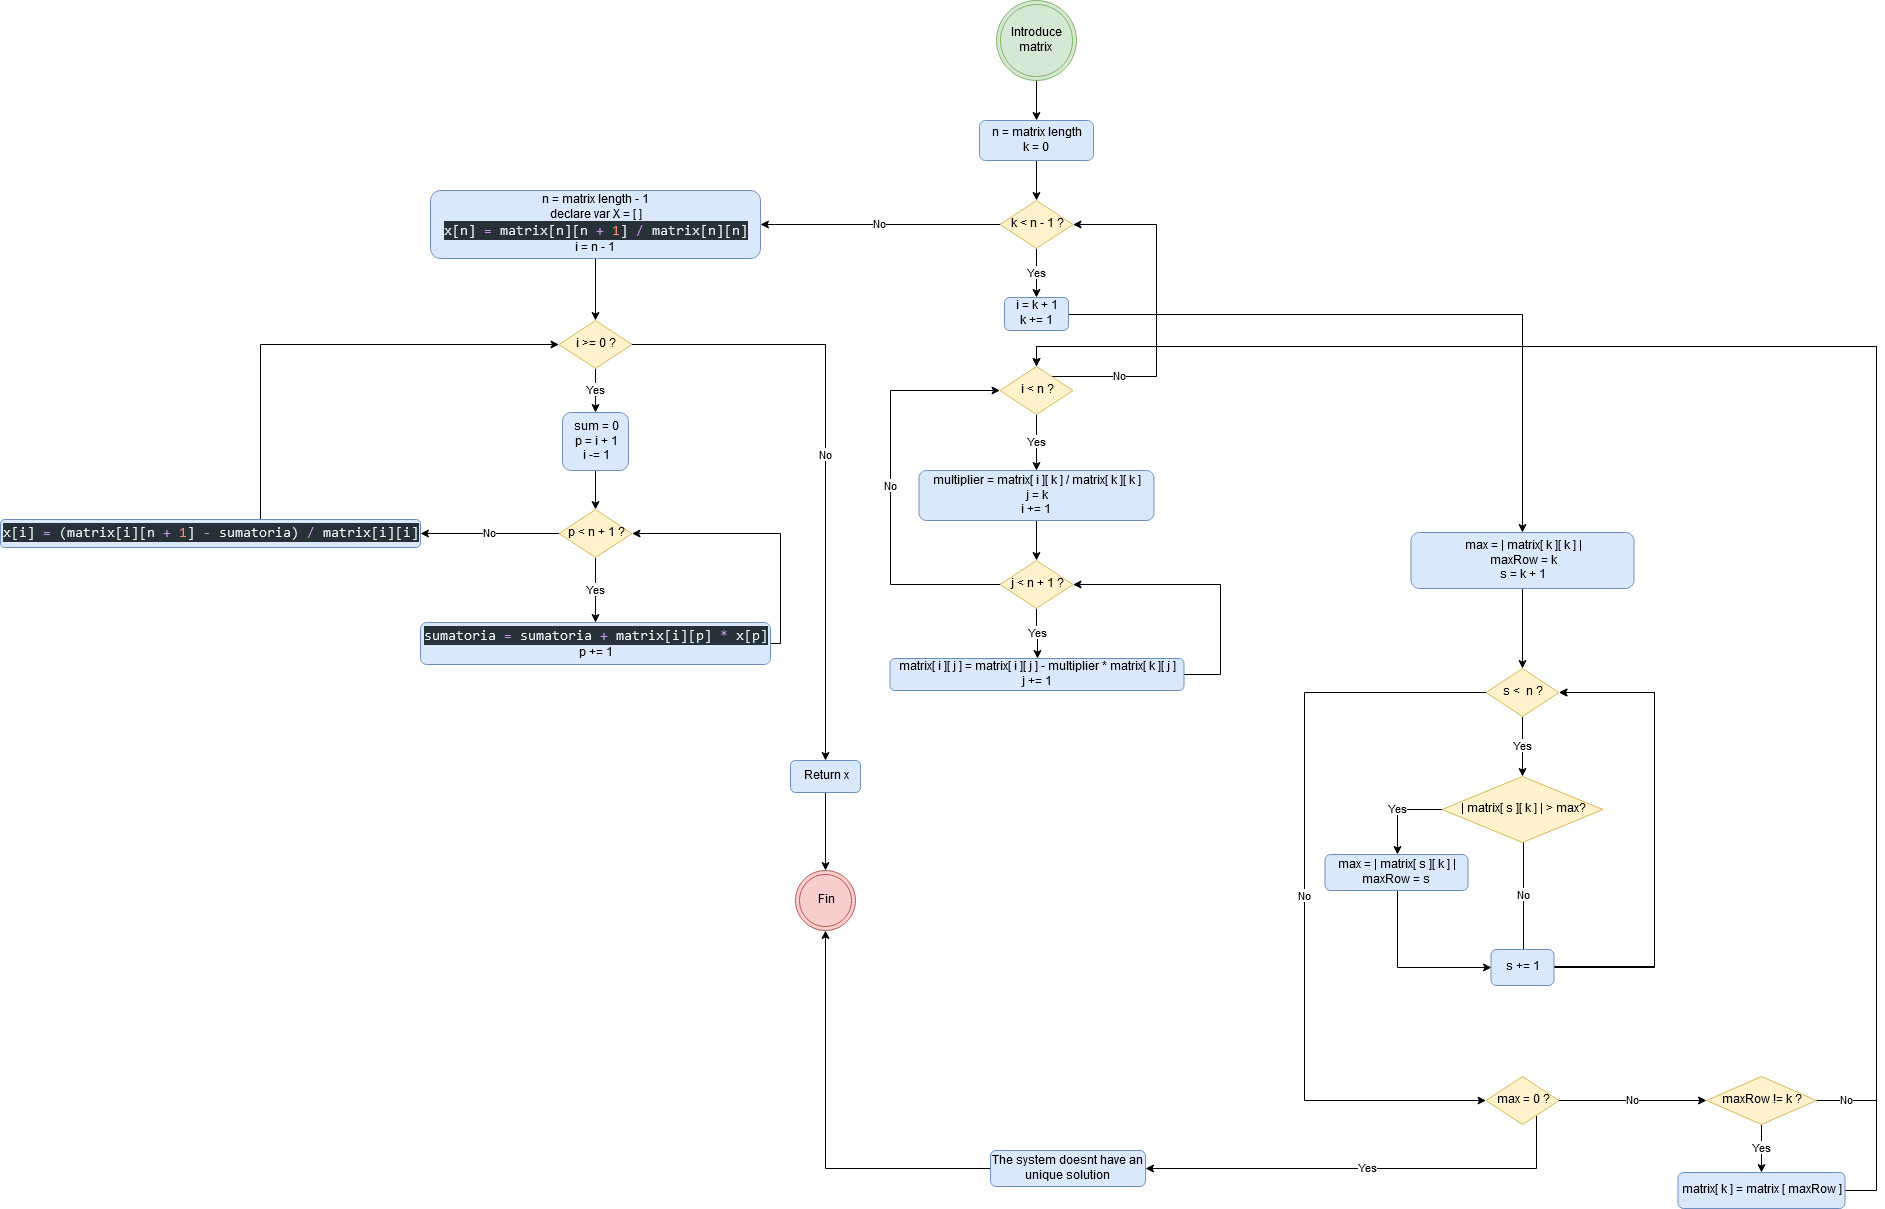 Introduce
matrix
n = matrix length
k = 0
k < n - 1 ?
No
Yes
n = matrix length - 1
declare var X = [ ]
x[n] = matrix[n][n + 1] / matrix[n][n]
i = n - 1
i = k + 1
k += 1
i >= 0 ?
Yes
No
sum = 0
p = i + 1
i -= 1
p < n + 1 ?
No
x[i] = (matrix[i][n + 1] - sumatoria) / matrix[i][i]
Yes
sumatoria = sumatoria + matrix[i][p] * x[p]
p += 1
i < n ?
No
Yes
multiplier = matrix[ i ][ k ] / matrix[ k ][ k ]
j = k
i += 1
No
j < n + 1 ?
Yes
matrix[ i ][ j ] = matrix[ i ][ j ] - multiplier * matrix[ k ][ j ]
j += 1
max = | matrix[ k ][ k ] |
maxRow = k
s = k + 1
s < n ?
Yes
| matrix[ s ][ k ] | > max?
Yes
max = | matrix[ s ][ k ] |
maxRow = s
No
No
s += 1
Return x
Fin
max = 0 ?
No
maxRow != k ?
No
Yes
Yes
The system doesnt have an
unique solution
matrix[ k ] = matrix [ maxRow ]